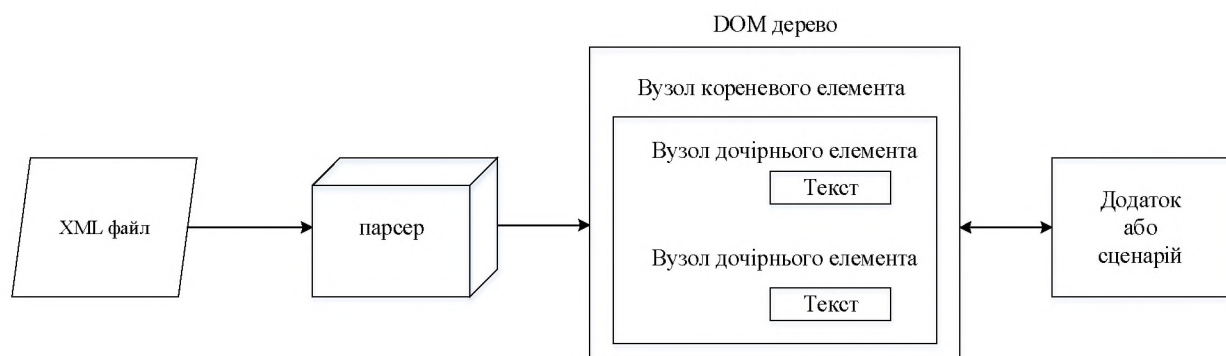 DOM дерево
Вузол кореневого елемента
Вузол дочірнього елемента
Текст
Вузол дочірнього елемента
Текст
XML файл
парсер
Додаток
або
сценарій